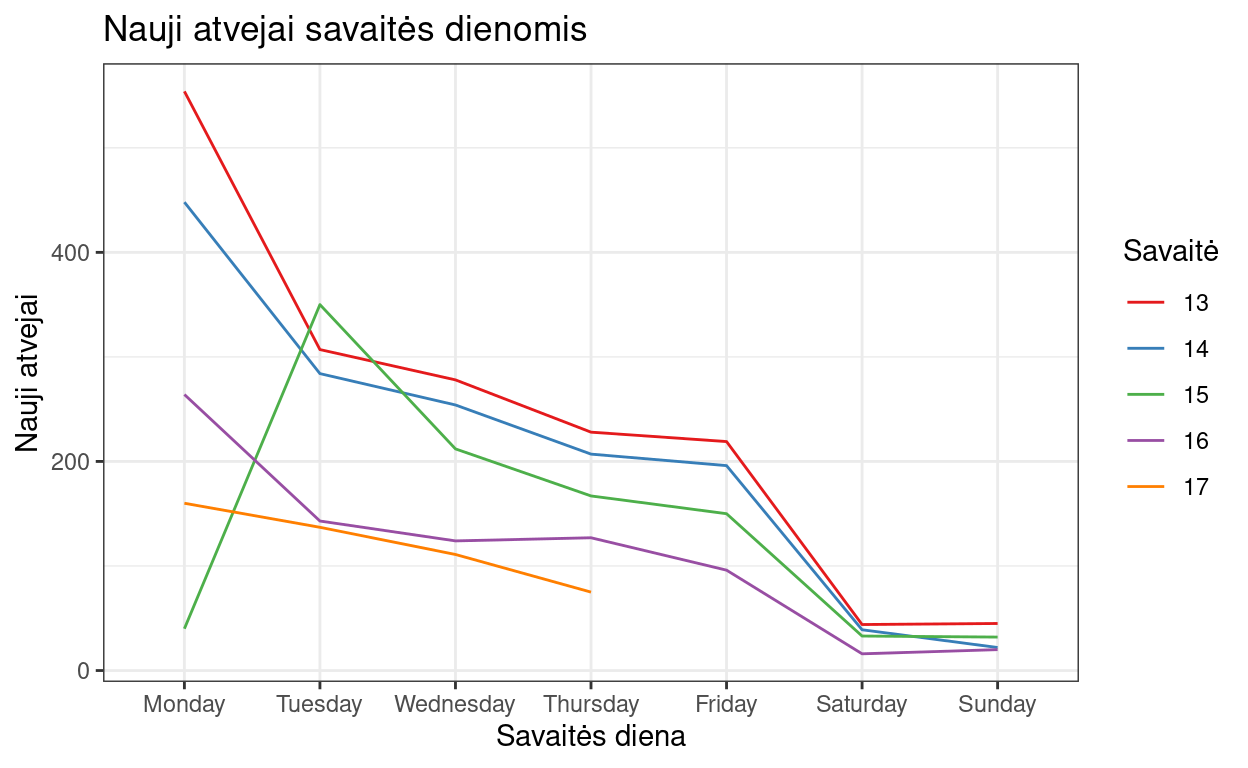 Nauji atvejai savaitės dienomis
Nauji atvejai
400
200
0
Monday Tuesday Wednesday Thursday Friday Saturday Sunday
Savaitės diena
Savaitė
13
14
15
16
17